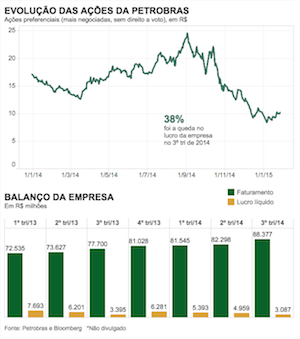 EVOLUÇÃO DAS AÇÕES DA PETROBRAS
Ações preferenciais (mais negociadas, sem direito a voto), em R$
25
20
15
10
5
0
38%
foi a queda no
lucro da empresa
no 3º tri de 2014
1/1/14 1/3/14 1/5/14 1/7/14 1/9/14 1/11/14 1/1/15
BALANÇO DA EMPRESA
Em R$ milhões
Faturamento
Lucro líquido
1º tri/13 2º tri/13 3º tri/13 4º tri/13 1º tri/14 2º tri/14 3º tri/14
72.535 73.627 77.700 81.028 81.545 82.298 88.377
7.693 6.201 3.395 6.281 5.393 4.959 3.087
Fonte: Petrobras e Bloomberg *Não divulgado